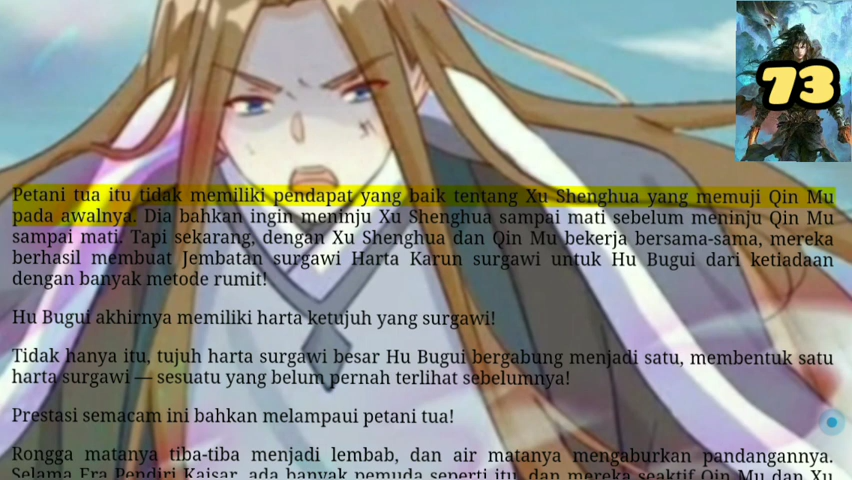 73
Petani tua itu tidak memiliki pendapat yang baik tentang Xu Shenghua yang memuji Qin Mu
pada awalnya. Dia bahkan ingin meninju Xu Shenghua sampai mati sebelum meninju Qin Mu
sampai mati. Tapi sekarang, dengan Xu Shenghua dan Qin Mu bekerja bersama-sama, mereka
berhasil membuat Jembatan surgawi Harta Karun surgawi untuk Hu Bugui dari ketiadaan
dengan banyak metode rumit!
Hu Bugui akhirnya memiliki harta ketujuh yang surgawi!
Tidak hanya itu, tujuh harta surgawi besar Hu Bugui bergabung menjadi satu, membentuk satu
harta surgawi — sesuatu yang belum pernah terlihat sebelumnya!
Prestasi semacam ini bahkan melampaui petani tua!
Rongga matanya tiba-tiba menjadi lembab, dan air matanya mengaburkan pandangannya.
Selama Era Pendiri Kaisar, ada banyak pemuda seperti itu, dan mereka seaktif Qin Mu dan Xu